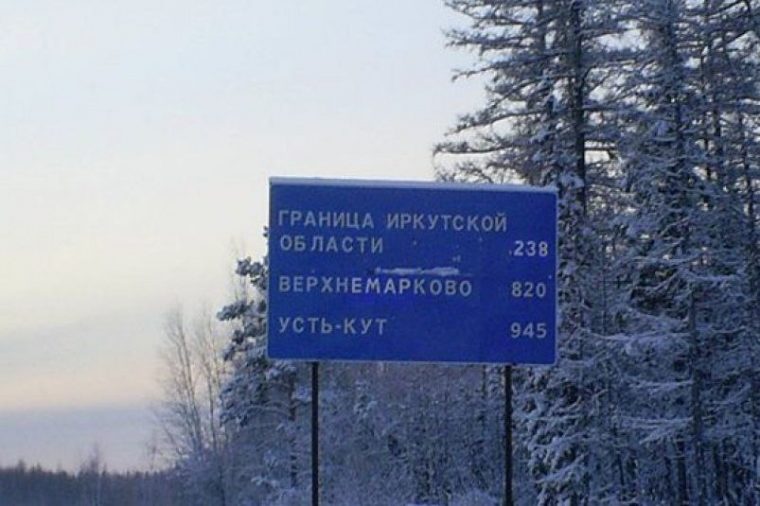 ГРАНИЦА ИРКУТСКОЙ
ОБЛАСТИ 238
ВЕРХНЕМАРКОВО 820
УСТЬ-КУТ 945